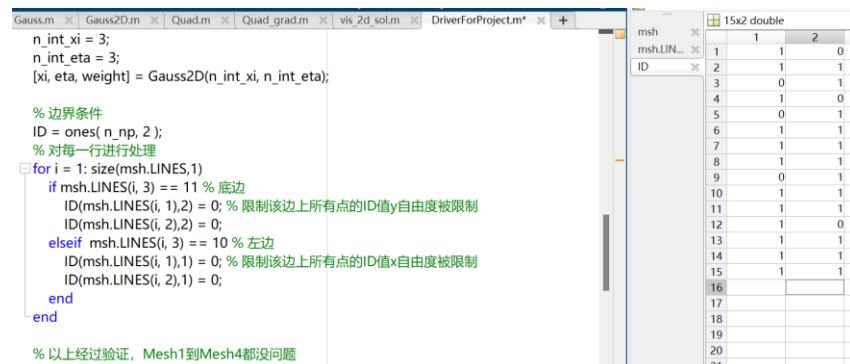 Gauss.m × Gauss2D.m × Quad.m × Quad_grad.m × vis_2d_sol.m × DriverForProject.m* × +
n_int_xi = 3;
n_int_eta = 3;
[xi, eta, weight] = Gauss2D(n_int_xi, n_int_eta);
% 边界条件
ID = ones( n_np, 2 );
% 对每一行进行处理
for i = 1: size(msh.LINES,1)
if msh.LINES(i, 3) == 11 % 底边
ID(msh.LINES(i, 1),2) = 0; % 限制该边上所有点的ID值y自由度被限制
ID(msh.LINES(i, 2),2) = 0;
elseif msh.LINES(i, 3) == 10 % 左边
ID(msh.LINES(i, 1),1) = 0; % 限制该边上所有点的ID值x自由度被限制
ID(msh.LINES(i, 2),1) = 0;
end
end
% 以上经过验证，Mesh1到Mesh4都没问题
msh ×
msh.LIN... ×
ID ×
15x2 double
1 2
1 1 0
2 1 1
3 0 1
4 1 0
5 0 1
6 1 1
7 1 1
8 1 1
9 0 1
10 1 1
11 1 1
12 1 0
13 1 1
14 1 1
15 1 1
16
17
18
19
20